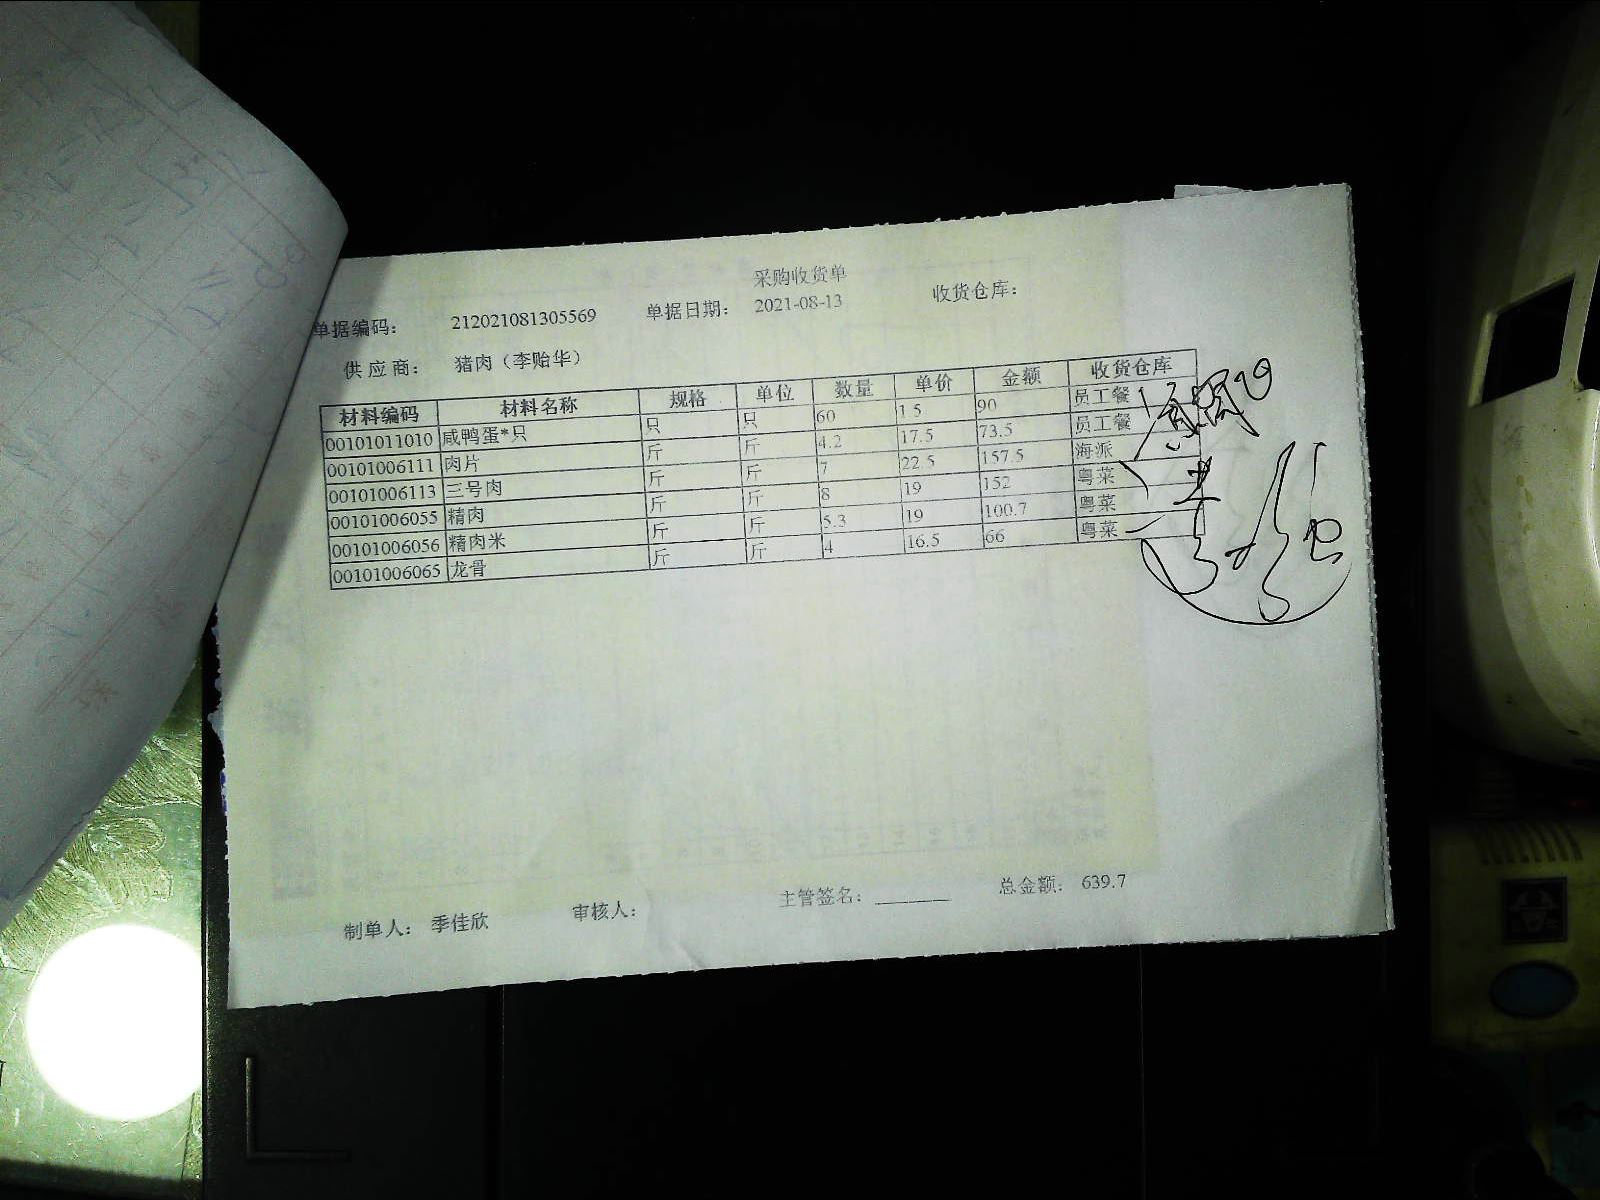 采购收货单
单据编码： 212021081305569 单据日期： 2021-08-13 收货仓库：
供应商： 猪肉（李贻华）
材料编码 材料名称 规格 单位 数量 单价 金额 收货仓库
00101011010 咸鸭蛋*只 只 只 60 1.5 90 员工餐
00101006111 肉片 斤 斤 4.2 17.5 73.5 员工餐
00101006113 三号肉 斤 斤 7 22.5 157.5 海派
00101006055 精肉 斤 斤 8 19 152 粤菜
00101006056 精肉米 斤 斤 5.3 19 100.7 粤菜
00101006065 龙骨 斤 斤 4 16.5 66 粤菜
制单人： 季佳欣 审核人： 主管签名：______ 总金额： 639.7